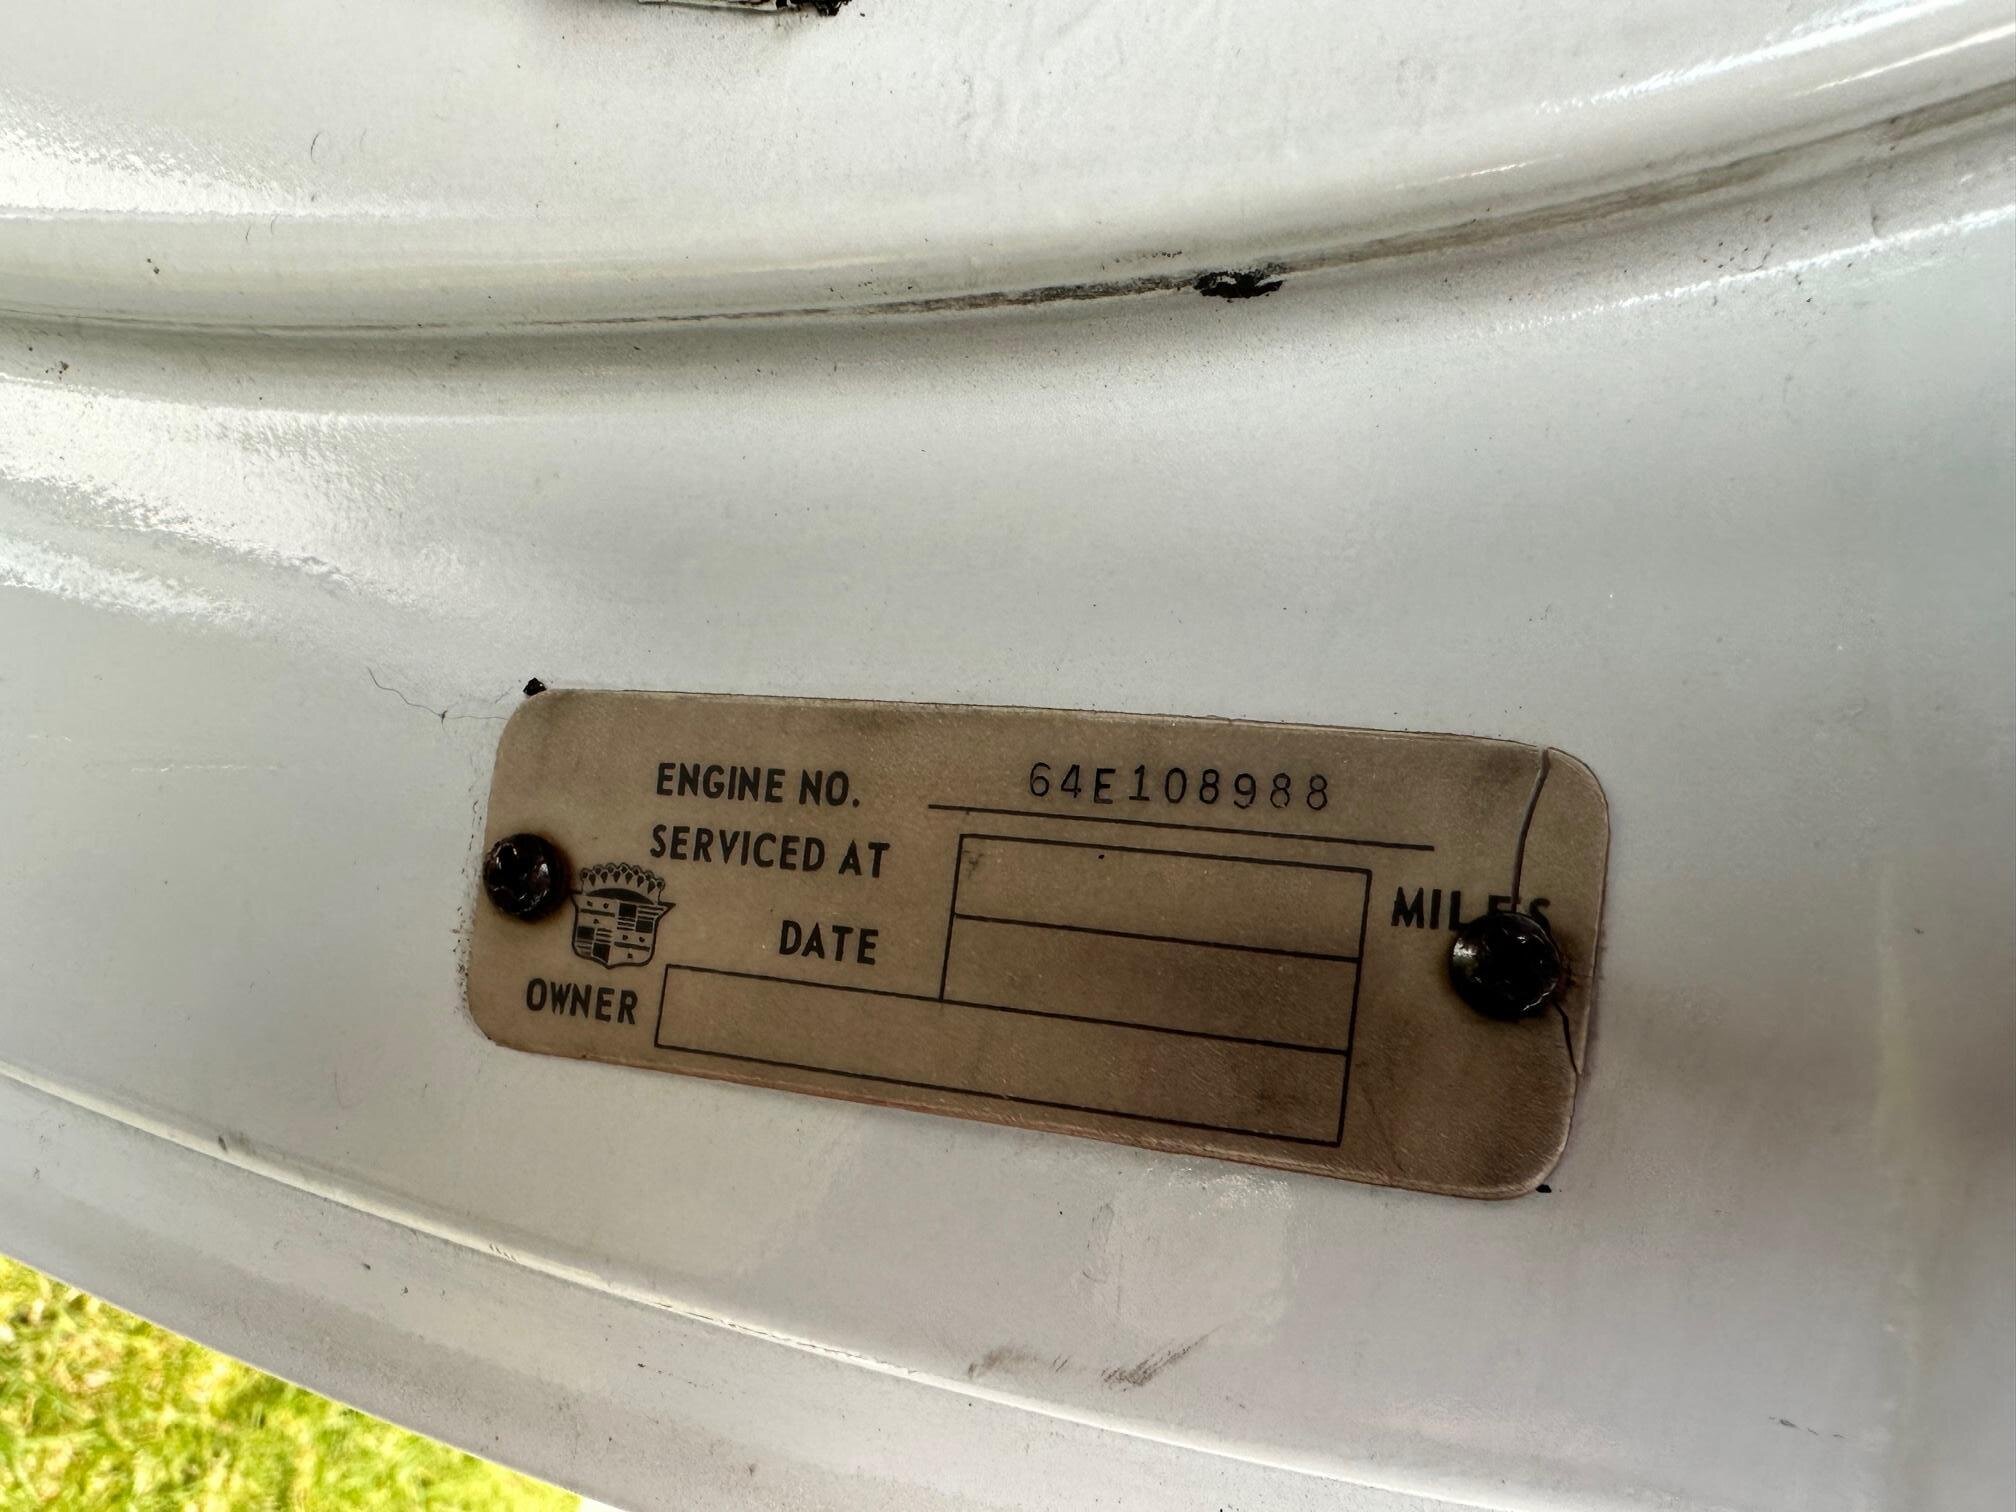 ENGINE NO. 64E108988
SERVICED AT MILES
DATE
OWNER